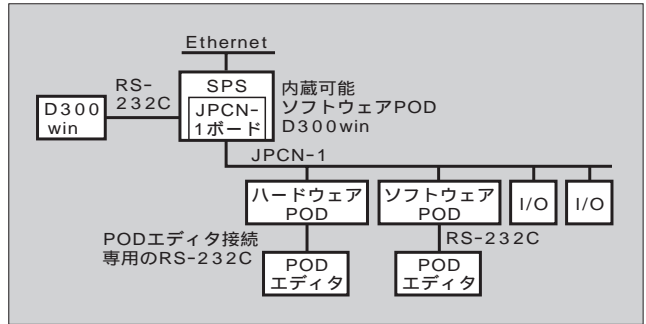 Ethernet
RS-
232C
SPS
内蔵可能
ソフトウェアPOD
D300win
D300
win
JPCN-
1ボード
JPCN-1
ハードウェア
POD
ソフトウェア
POD
I/O
I/O
PODエディタ接続
専用のRS-232C
RS-232C
POD
エディタ
POD
エディタ